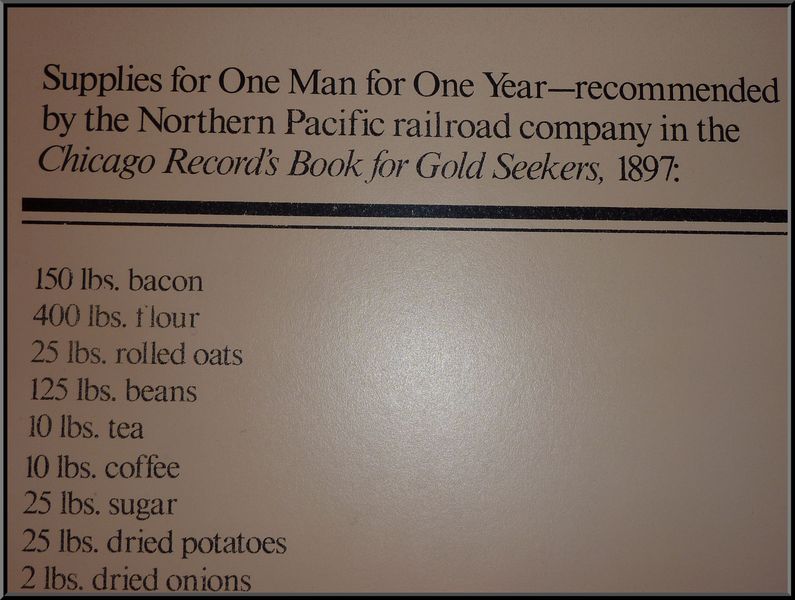 Supplies for One Man for One Year—recommended
by the Northern Pacific railroad company in the
Chicago Record's Book for Gold Seekers, 1897:
150 lbs. bacon
400 lbs. flour
25 lbs. rolled oats
125 lbs. beans
10 lbs. tea
10 lbs. coffee
25 lbs. sugar
25 lbs. dried potatoes
2 lbs. dried onions